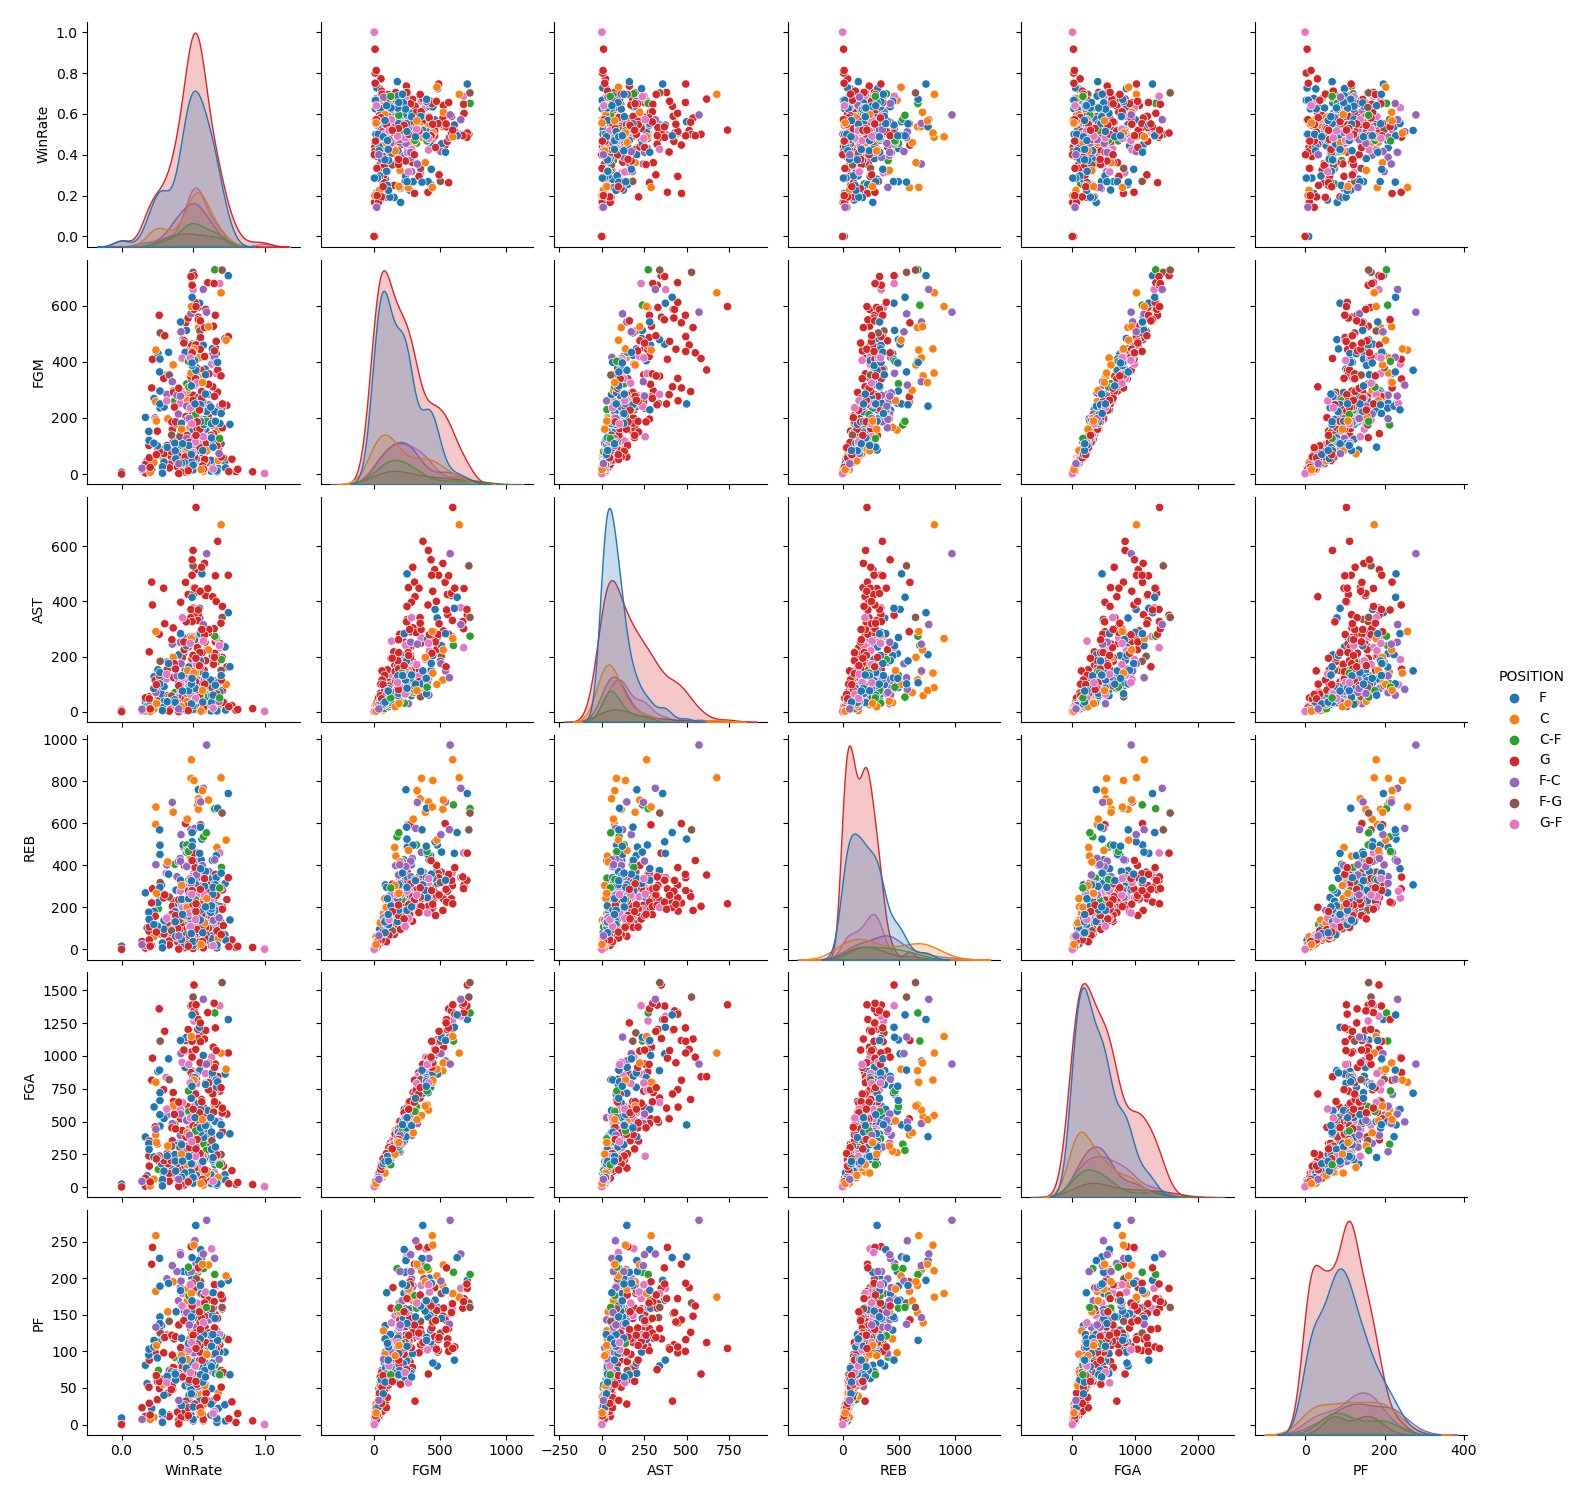 1.0
0.8
0.6
0.4
0.2
0.0
WinRate
600
400
200
0
FGM
600
400
200
0
AST
1000
800
600
400
200
0
REB
1500
1250
1000
750
500
250
0
FGA
250
200
150
100
50
0
PF
0.0 0.5 1.0
WinRate
0 500 1000
FGM
−250 0 250 500 750
AST
0 500 1000
REB
0 1000 2000
FGA
0 200 400
PF
POSITION
F
C
C-F
G
F-C
F-G
G-F